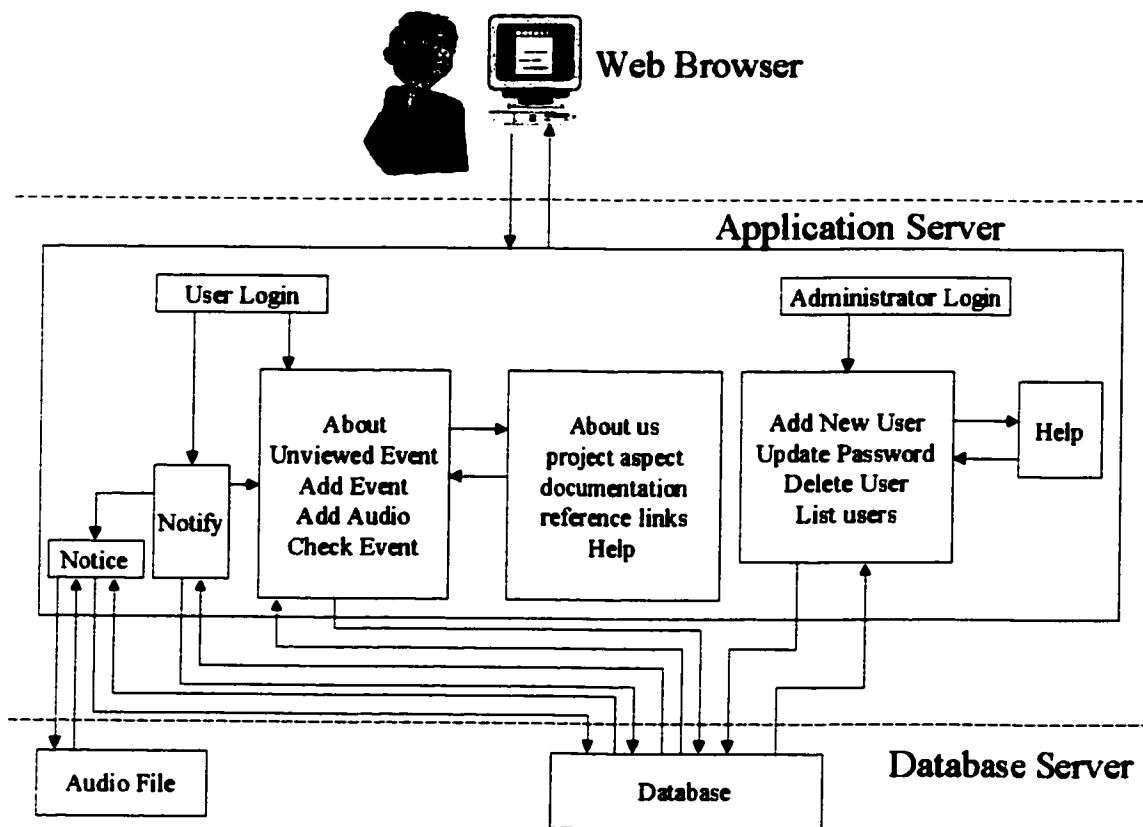 Web Browser
Application Server
User Login
Administrator Login
About
Unviewed Event
Add Event
Add Audio
Check Event
About us
project aspect
documentation
reference links
Help
Add New User
Update Password
Delete User
List users
Help
Notify
Notice
Database Server
Audio File
Database